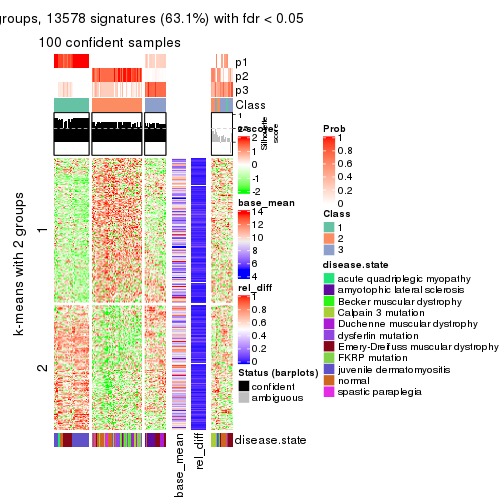 groups, 13578 signatures (63.1%) with fdr < 0.05
100 confident samples
p1
p2
p3
Class
1
Silhouette
score
z-score
2
1
0
-1
-2
base_mean
14
12
10
8
6
4
rel_diff
1
0.8
0.6
0.4
0.2
0
Status (barplots)
confident
ambiguous
Prob
1
0.8
0.6
0.4
0.2
0
Class
1
2
3
disease.state
acute quadriplegic myopathy
amyotophic lateral sclerosis
Becker muscular dystrophy
Calpain 3 mutation
Duchenne muscular dystrophy
dysferlin mutation
Emery-Dreifuss muscular dystrophy
FKRP mutation
juvenile dermatomyositis
normal
spastic paraplegia
k-means with 2 groups
1
2
disease.state
base_mean
rel_diff